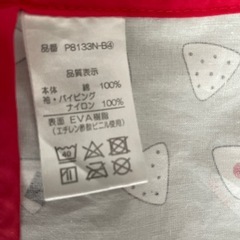 品番 P8133N-B④
品質表示
本体 綿 100%
袖・パイピング
ナイロン 100%
表面 EVA樹脂
(エチレン酢酸ビニル使用)
40